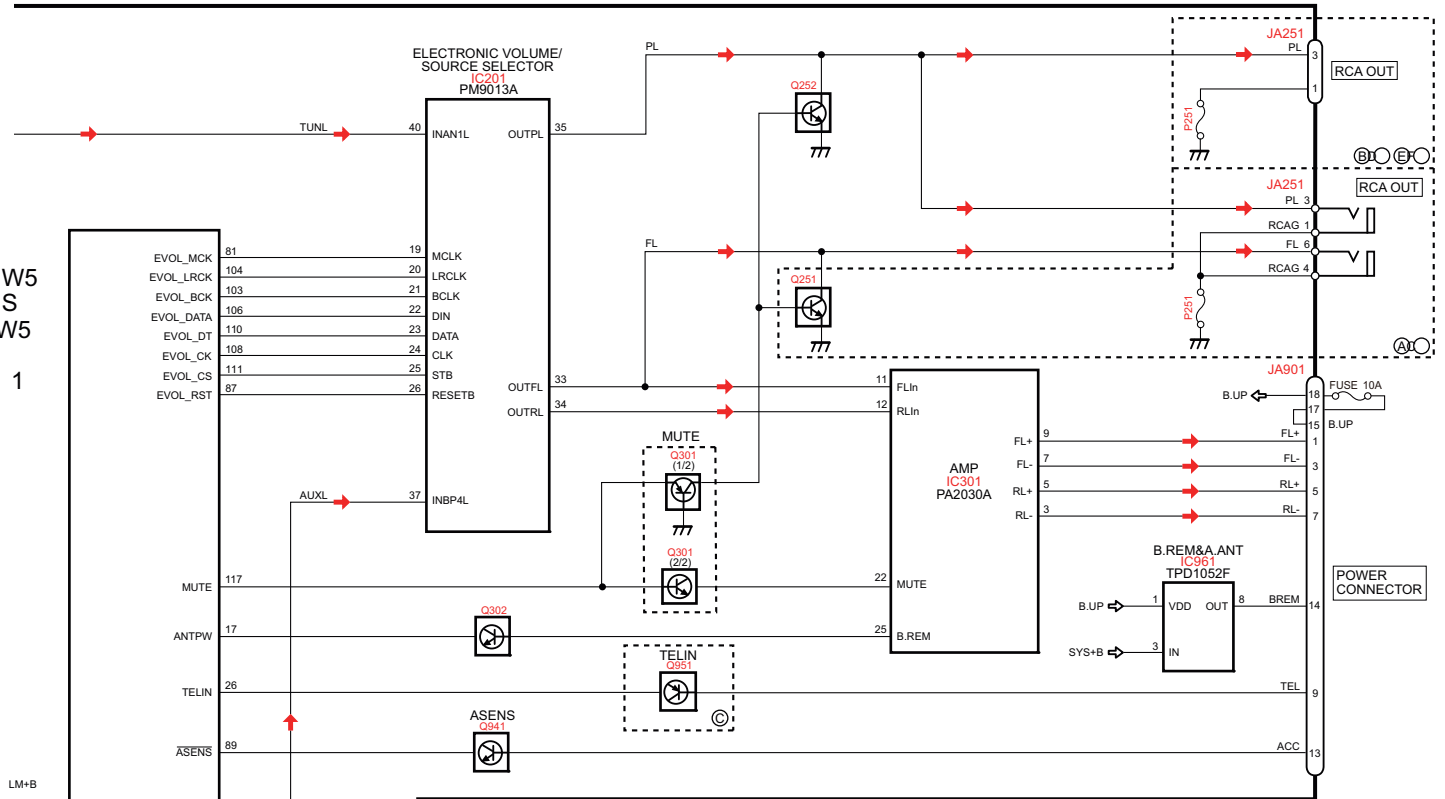 ELECTRONIC VOLUME/
SOURCE SELECTOR
IC201
PM9013A
TUNL
40 INAN1L
OUTPL 35
PL
Q252
JA251
PL 3
1
RCA OUT
P251
JA251
RCA OUT
PL 3
RCAG 1
FL 6
RCAG 4
P251
FL
Q251
W5
S
W5
1
EVOL_MCK 81
EVOL_LRCK 104
EVOL_BCK 103
EVOL_DATA 106
EVOL_DT 110
EVOL_CK 108
EVOL_CS 111
EVOL_RST 87
19 MCLK
20 LRCLK
21 BCLK
22 DIN
23 DATA
24 CLK
25 STB
26 RESETB
OUTFL 33
OUTRL 34
AUXL
37 INBP4L
MUTE
Q301
(1/2)
Q301
(2/2)
11 FLIn
12 RLIn
AMP
IC301
PA2030A
FL+ 9
FL- 7
RL+ 5
RL- 3
22 MUTE
25 B.REM
JA901
B.UP
18
FUSE 10A
17
15 B.UP
FL+ 1
FL- 3
RL+ 5
RL- 7
B.REM&A.ANT
IC961
TPD1052F
B.UP
1 VDD
OUT 8
BREM 14
SYS+B
3 IN
POWER
CONNECTOR
MUTE 117
ANTPW 17
Q302
TELIN 26
TELIN
Q951
C
TEL 9
ASENS 89
ASENS
Q941
ACC 13
LM+B